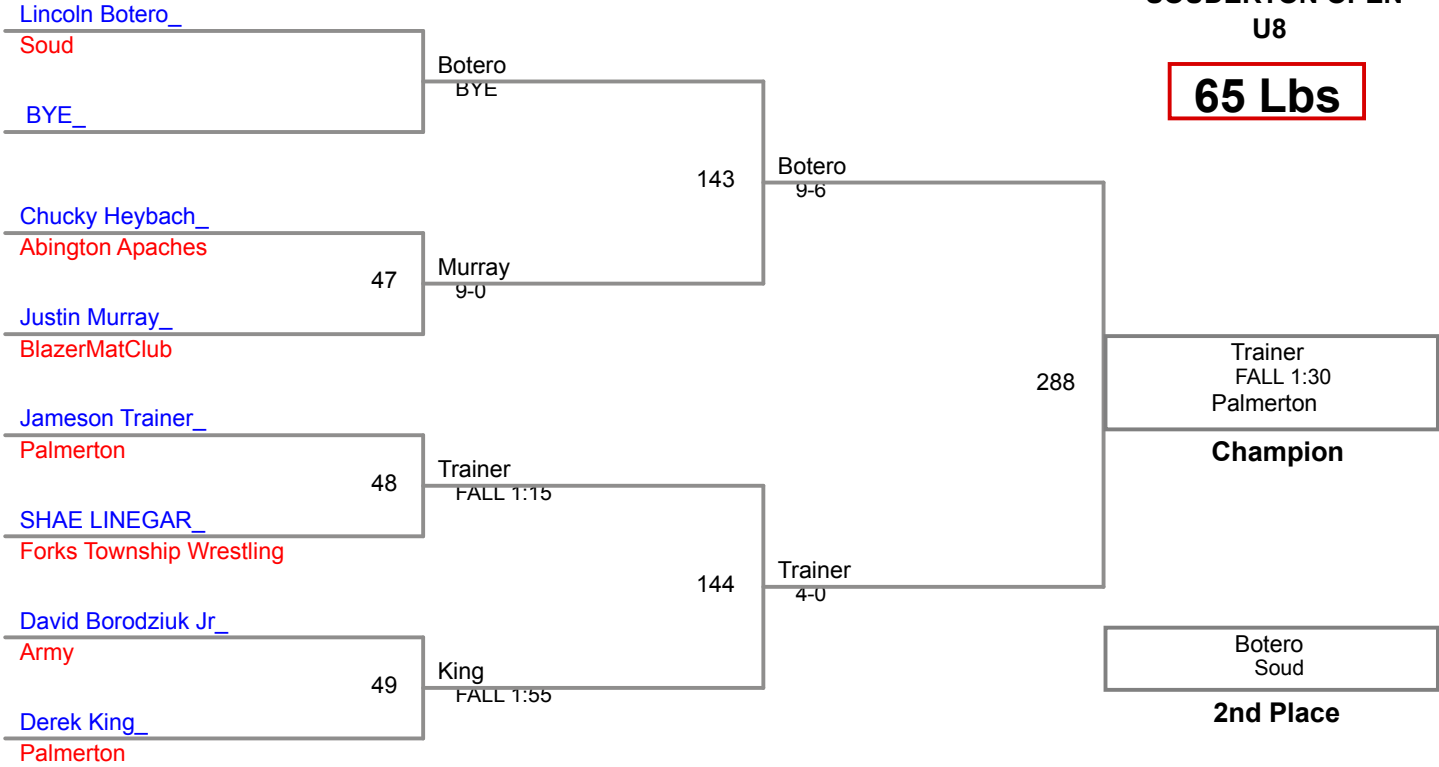 SOUDERTON OPEN
U8
65 Lbs
Lincoln Botero_
Soud
BYE_
Botero
BYE
Chucky Heybach_
Abington Apaches
47
Justin Murray_
BlazerMatClub
Murray
9-0
143
Botero
9-6
Jameson Trainer_
Palmerton
48
SHAE LINEGAR_
Forks Township Wrestling
Trainer
FALL 1:15
David Borodziuk Jr_
Army
49
Derek King_
Palmerton
King
FALL 1:55
144
Trainer
4-0
288
Trainer
FALL 1:30
Palmerton
Champion
Botero
Soud
2nd Place